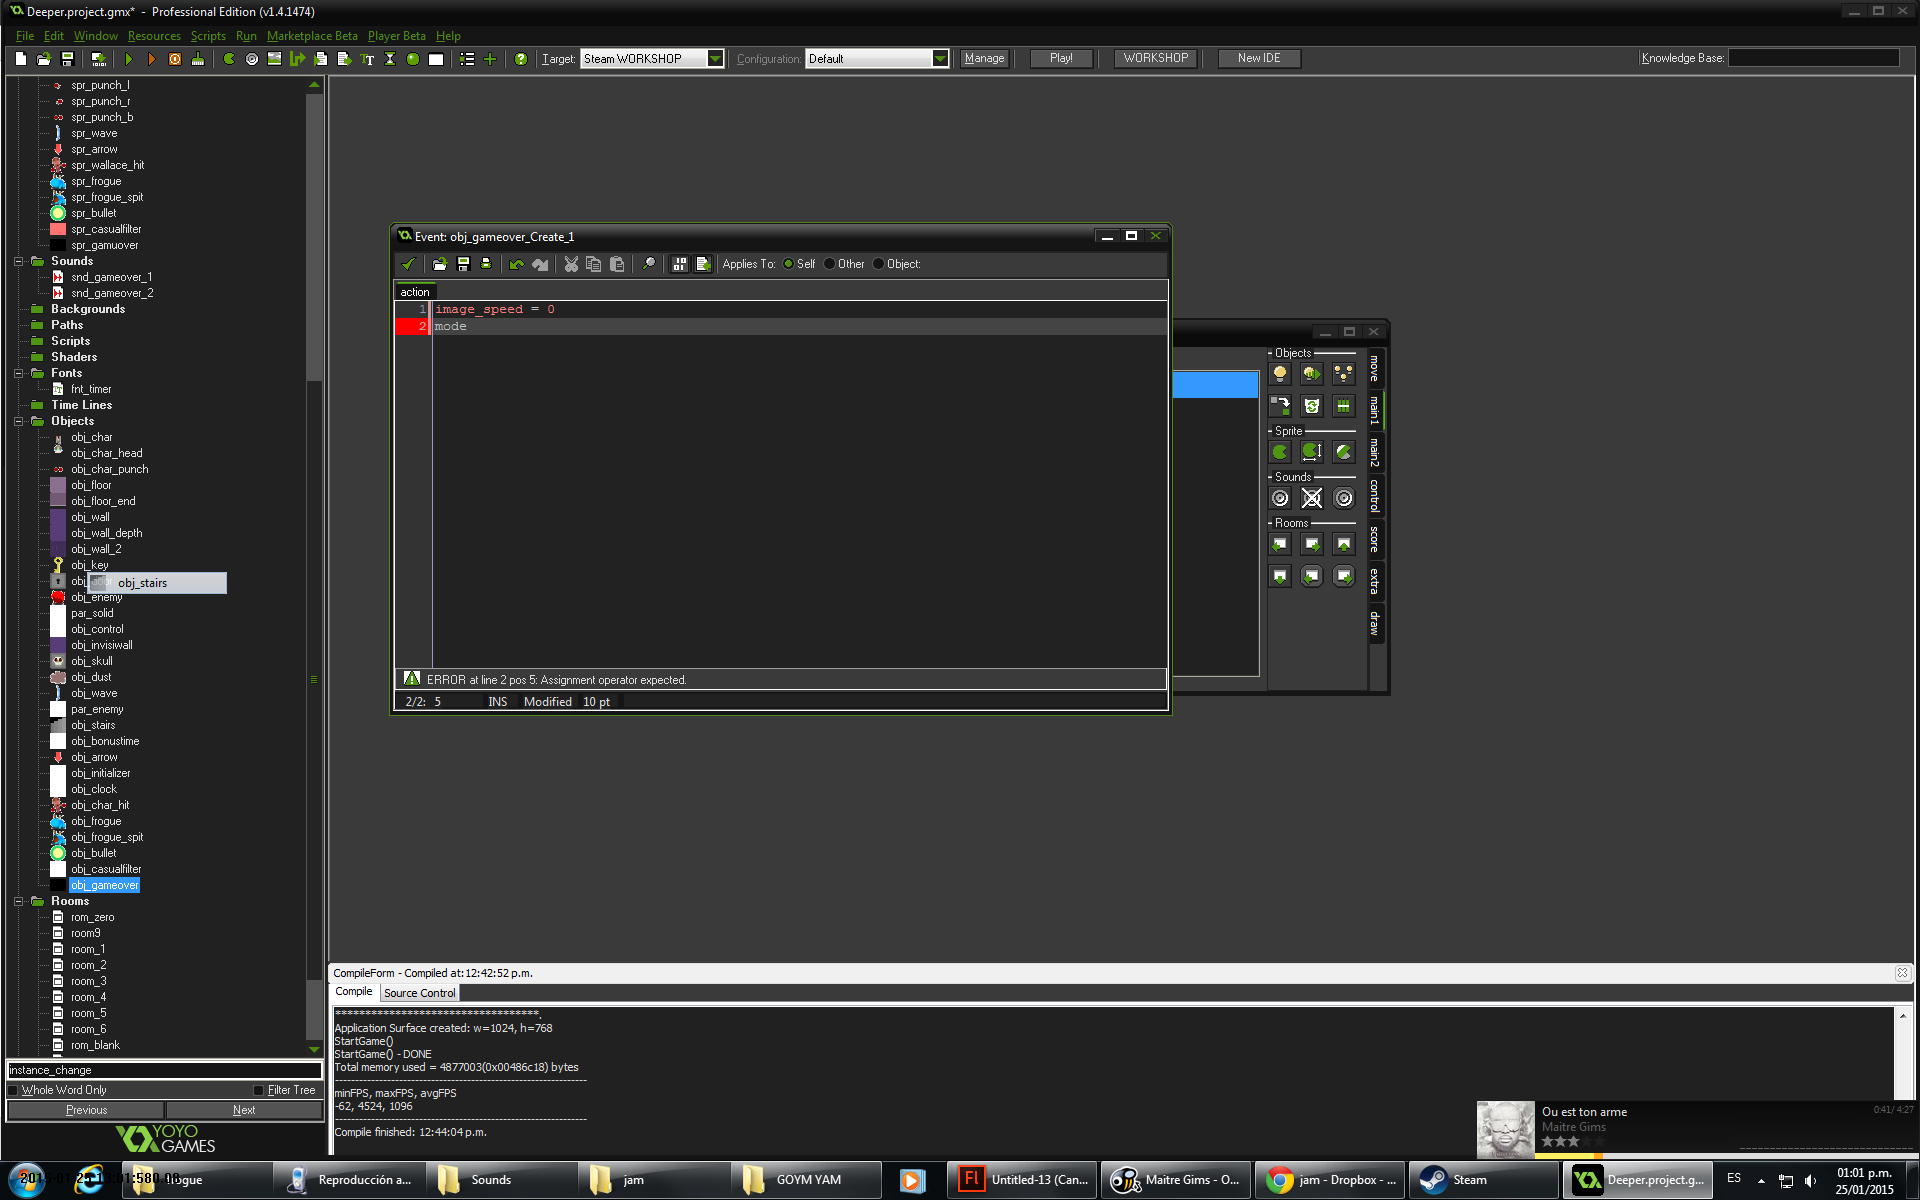 Deeper.project.gmx* - Professional Edition (v1.4.1474)
File Edit Window Resources Scripts Run Marketplace Beta Player Beta Help
Target: Steam WORKSHOP Configuration: Default Manage Play! WORKSHOP New IDE Knowledge Base:
spr_punch_l
spr_punch_r
spr_punch_b
spr_wave
spr_arrow
spr_wallace_hit
spr_frogue
spr_frogue_spit
spr_bullet
spr_casualfilter
spr_gamuover
Sounds
snd_gameover_1
snd_gameover_2
Backgrounds
Paths
Scripts
Shaders
Fonts
fnt_timer
Time Lines
Objects
obj_char
obj_char_head
obj_char_punch
obj_floor
obj_floor_end
obj_wall
obj_wall_depth
obj_wall_2
obj_key
obj_stairs
obj_enemy
par_solid
obj_control
obj_invisiwall
obj_skull
obj_dust
obj_wave
par_enemy
obj_stairs
obj_bonustime
obj_arrow
obj_initializer
obj_clock
obj_char_hit
obj_frogue
obj_frogue_spit
obj_bullet
obj_casualfilter
obj_gameover
Rooms
rom_zero
room9
room_1
room_2
room_3
room_4
room_5
room_6
rom_blank
instance_change
Whole Word Only Filter Tree
Previous Next
YOYO GAMES
Event: obj_gameover_Create_1
Applies To: Self Other Object:
action
1 image_speed = 0
2 mode
ERROR at line 2 pos 5: Assignment operator expected.
2/2: 5 INS Modified 10 pt
Objects
Sprite
Sounds
Rooms
move
main1
main2
control
score
extra
draw
CompileForm - Compiled at: 12:42:52 p.m.
Compile Source Control
**********************************.
Application Surface created: w=1024, h=768
StartGame()
StartGame() - DONE
Total memory used = 4877003(0x00486c18) bytes
minFPS, maxFPS, avgFPS
-62, 4524, 1096
Compile finished: 12:44:04 p.m.
Ou est ton arme 0:41/ 4:27
Maitre Gims
Reproducción a... Sounds jam GOYM YAM Untitled-13 (Can... Maitre Gims - O... jam - Dropbox - ... Steam Deeper.project.g... ES
01:01 p.m.
25/01/2015